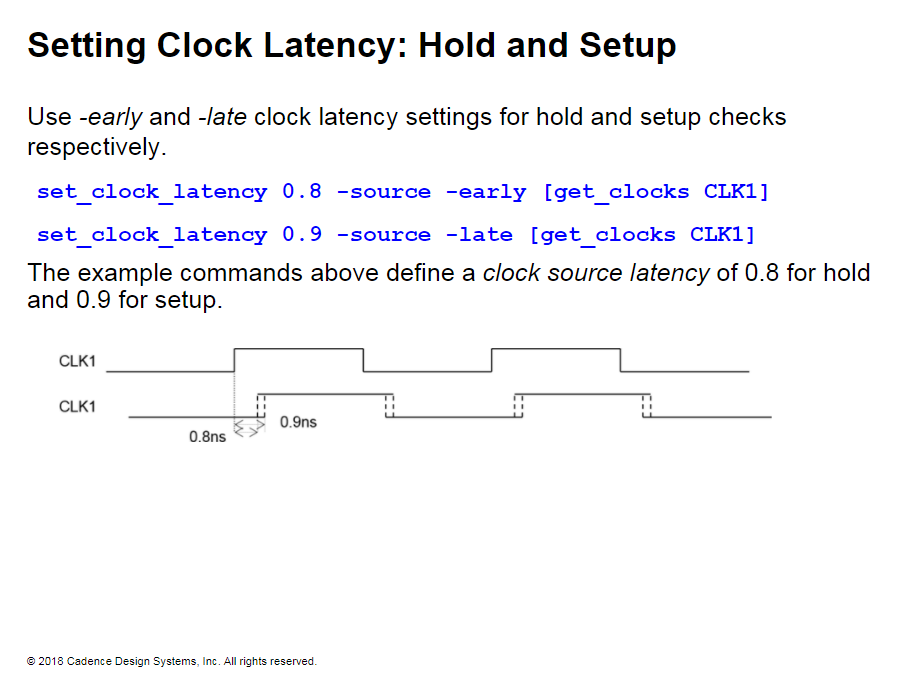 Setting Clock Latency: Hold and Setup
Use -early and -late clock latency settings for hold and setup checks
respectively.
set_clock_latency 0.8 -source -early [get_clocks CLK1]
set_clock_latency 0.9 -source -late [get_clocks CLK1]
The example commands above define a clock source latency of 0.8 for hold
and 0.9 for setup.
CLK1
CLK1
0.9ns
0.8ns
© 2018 Cadence Design Systems, Inc. All rights reserved.